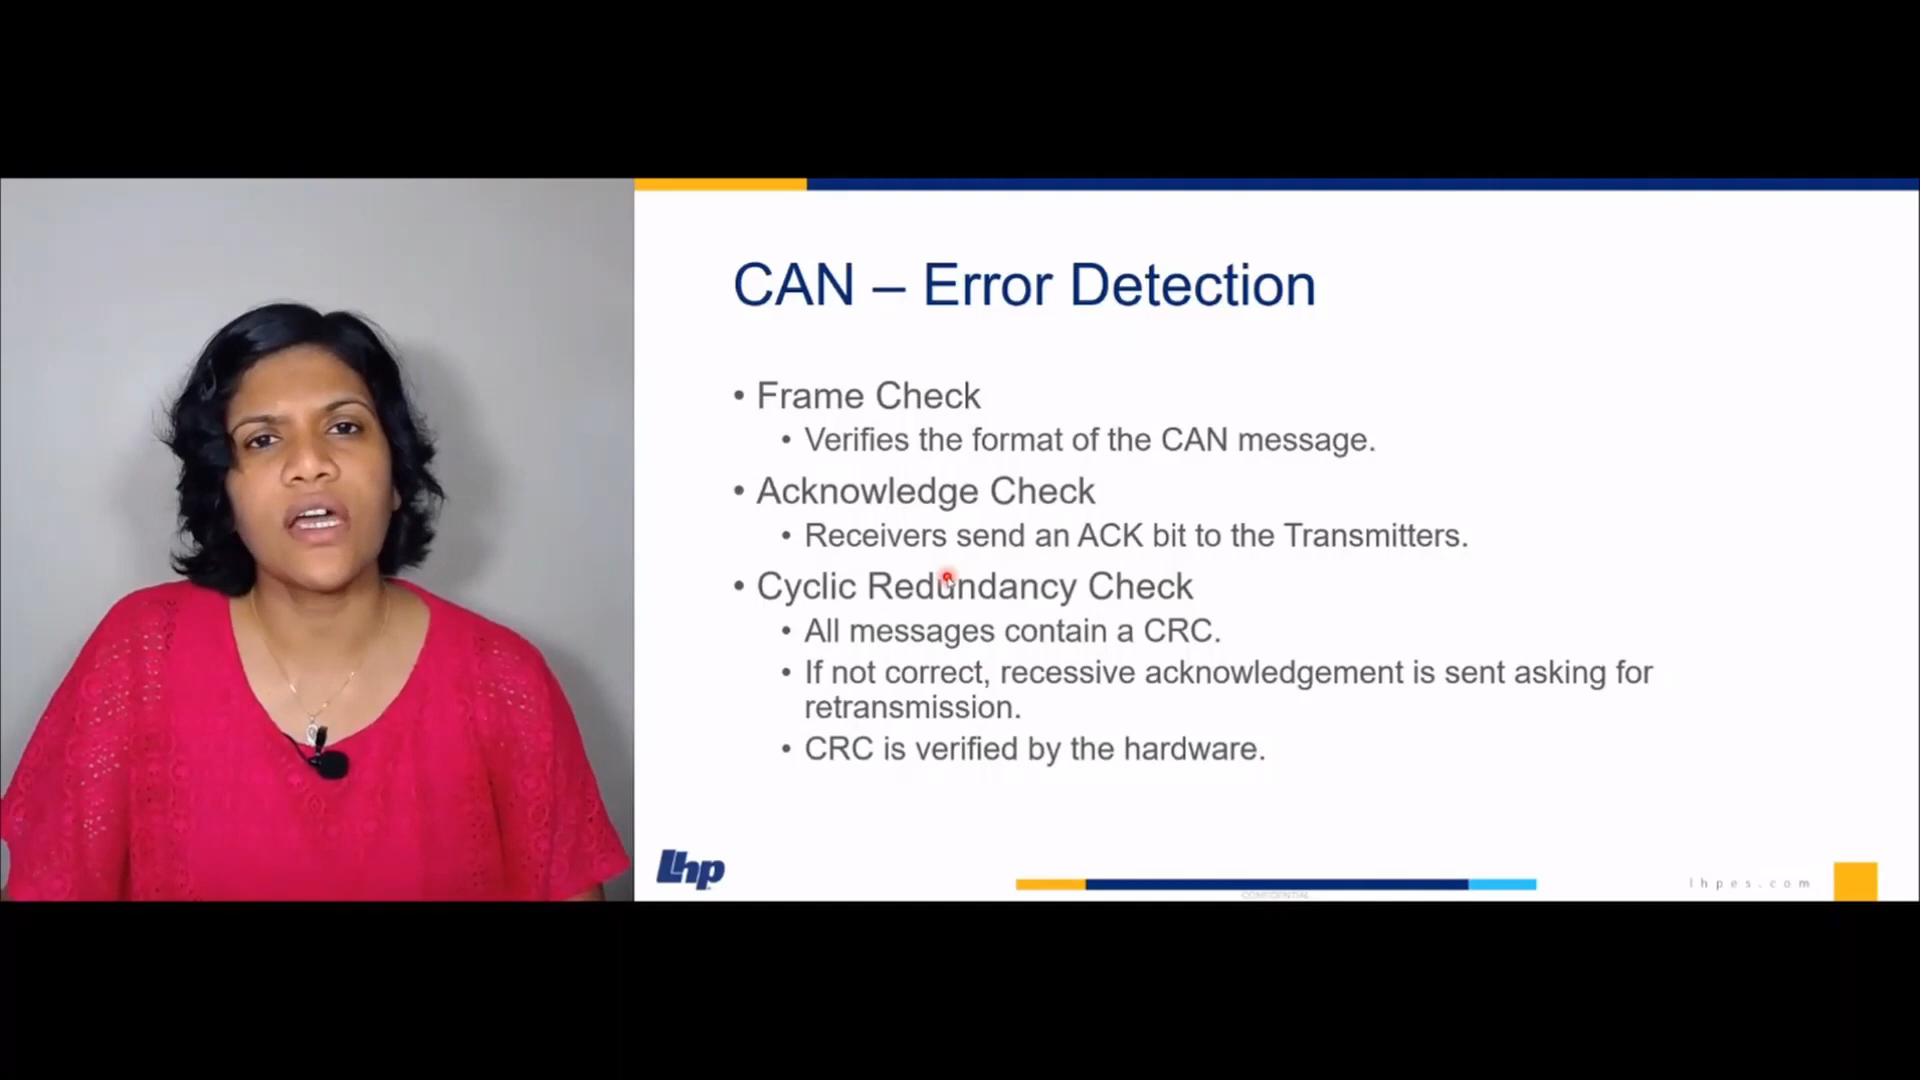 CAN – Error Detection
• Frame Check
• Verifies the format of the CAN message.
• Acknowledge Check
• Receivers send an ACK bit to the Transmitters.
• Cyclic Redundancy Check
• All messages contain a CRC.
• If not correct, recessive acknowledgement is sent asking for
retransmission.
• CRC is verified by the hardware.
Lhp
lhpes.com
CONFIDENTIAL